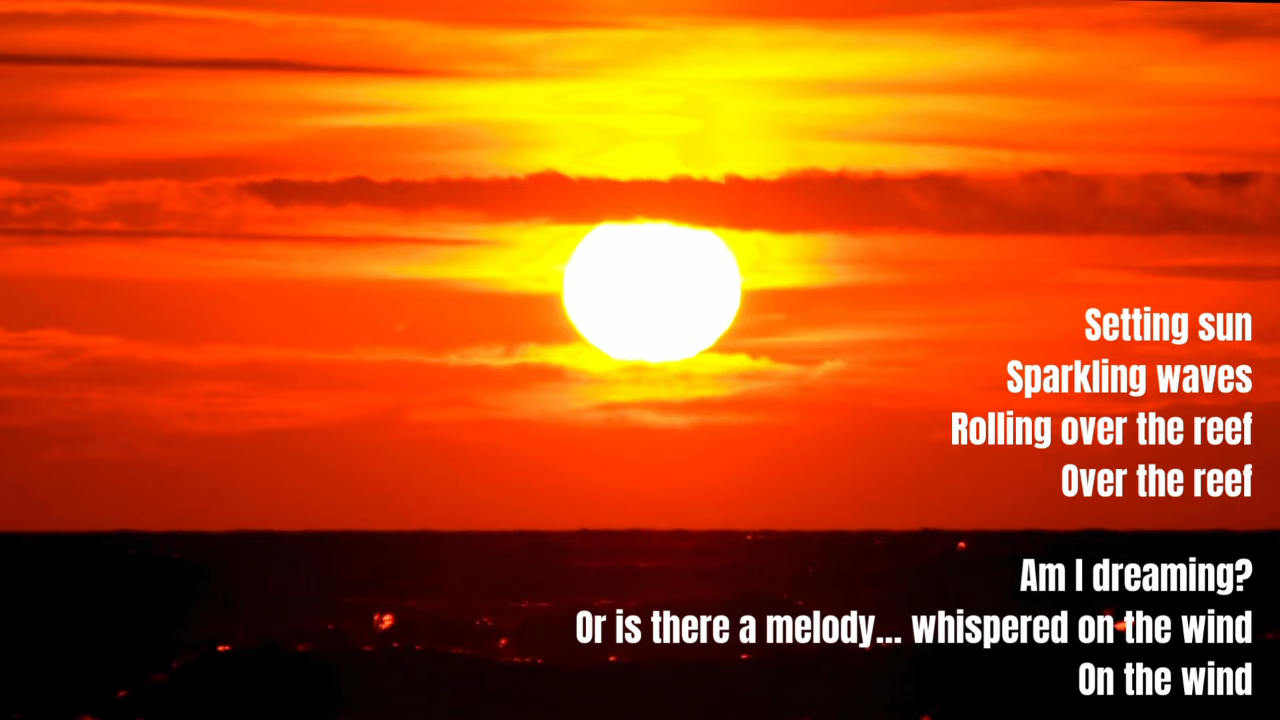 Setting sun
Sparkling waves
Rolling over the reef
Over the reef
Am I dreaming?
Or is there a melody... whispered on the wind
On the wind